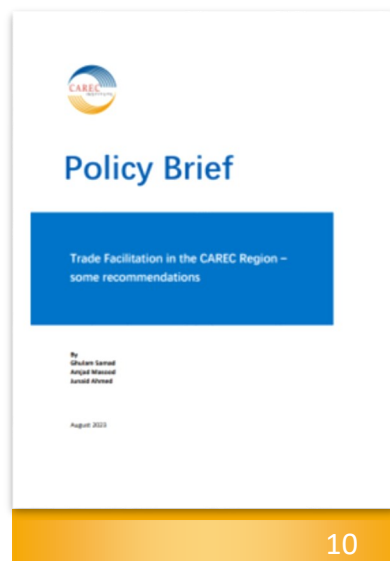 CAREC
Policy Brief
Trade Facilitation in the CAREC Region –
some recommendations
By
Ghulam Samad
Amjad Masood
Junaid Ahmed
August 2023
10